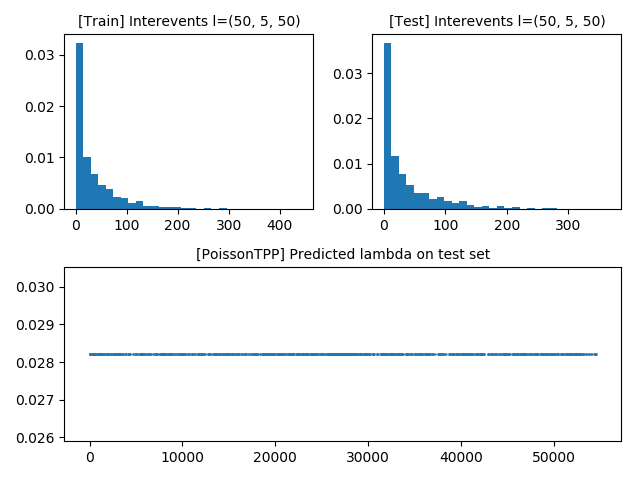 [Train] Interevents l=(50, 5, 50)
0.03
0.02
0.01
0.00
0 100 200 300 400
[Test] Interevents l=(50, 5, 50)
0.03
0.02
0.01
0.00
0 100 200 300
[PoissonTPP] Predicted lambda on test set
0.030
0.029
0.028
0.027
0.026
0 10000 20000 30000 40000 50000